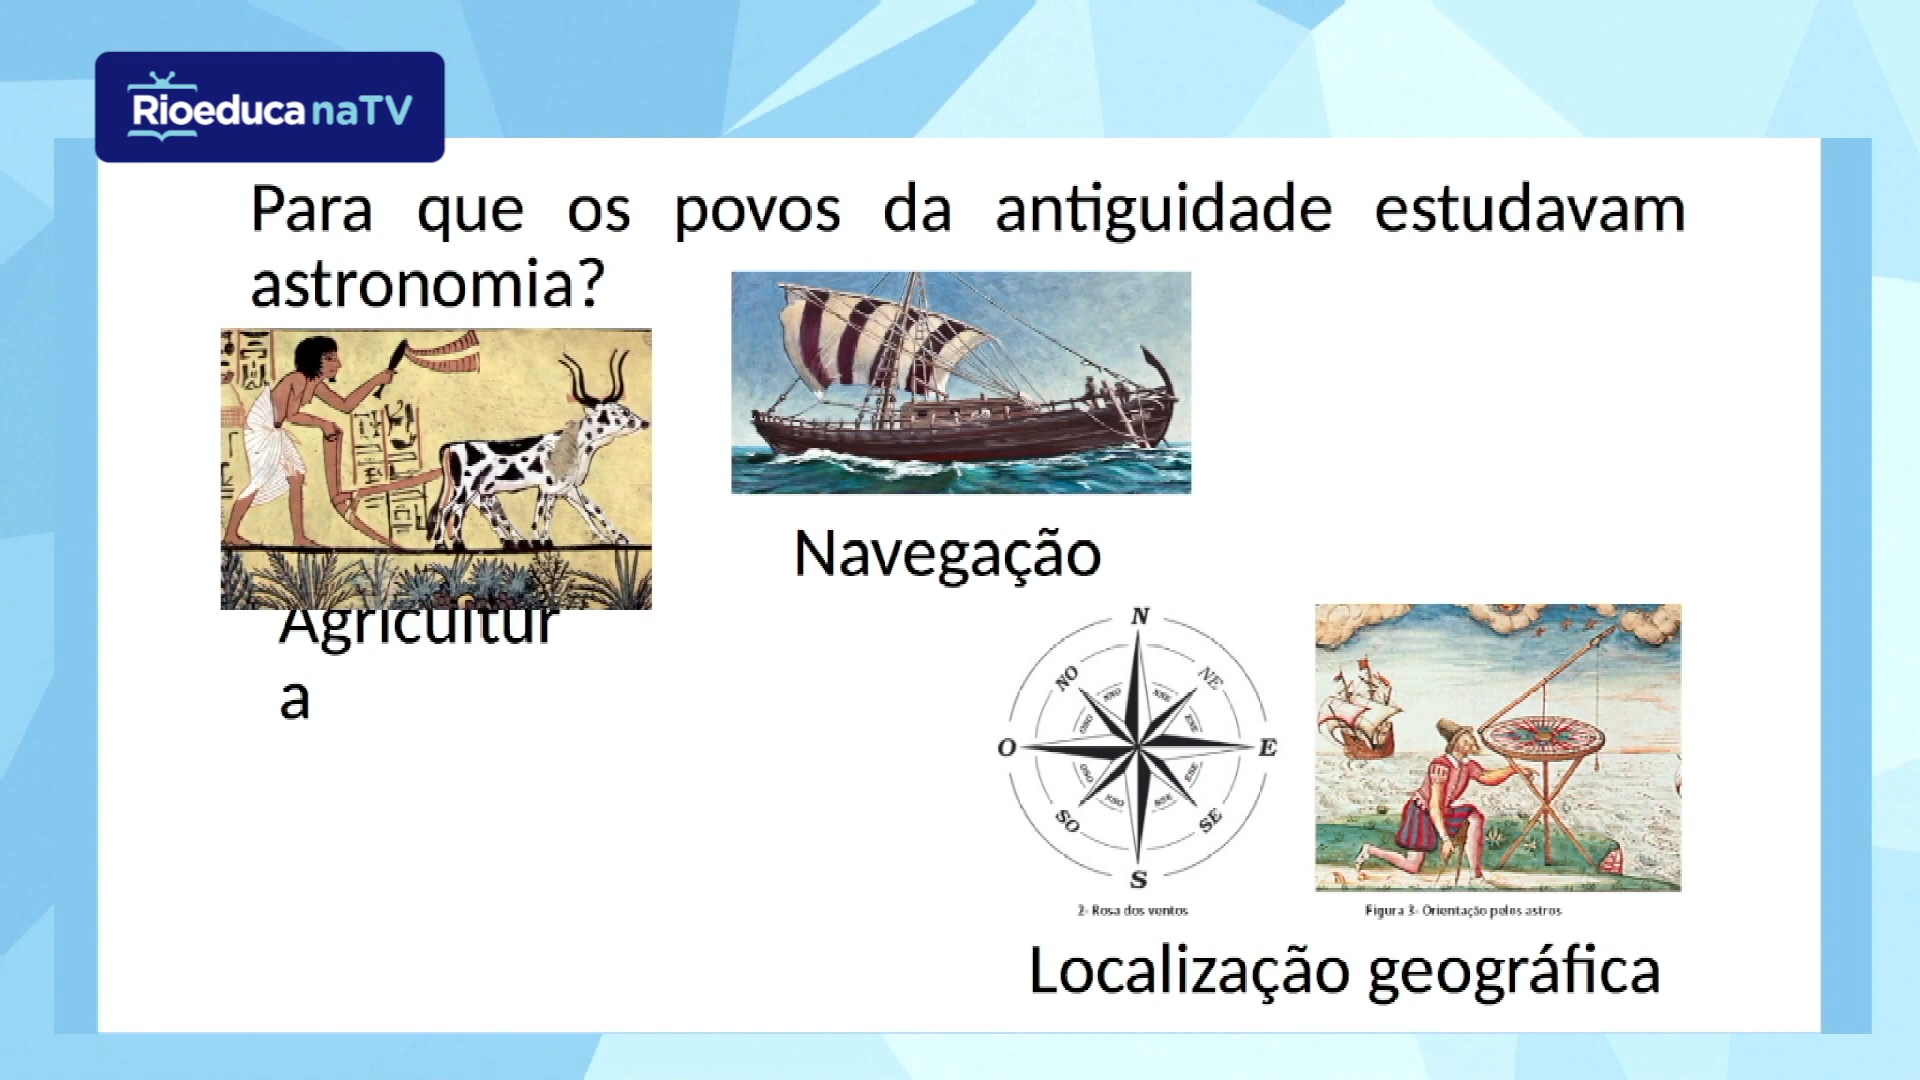 Rioeduca naTV
Para que os povos da antiguidade estudavam
astronomia?
Navegação
Agricultur
a
N
NO
NE
O
E
SO
SE
S
2- Rosa dos ventos
Figura 3- Orientação pelos astros
Localização geográfica